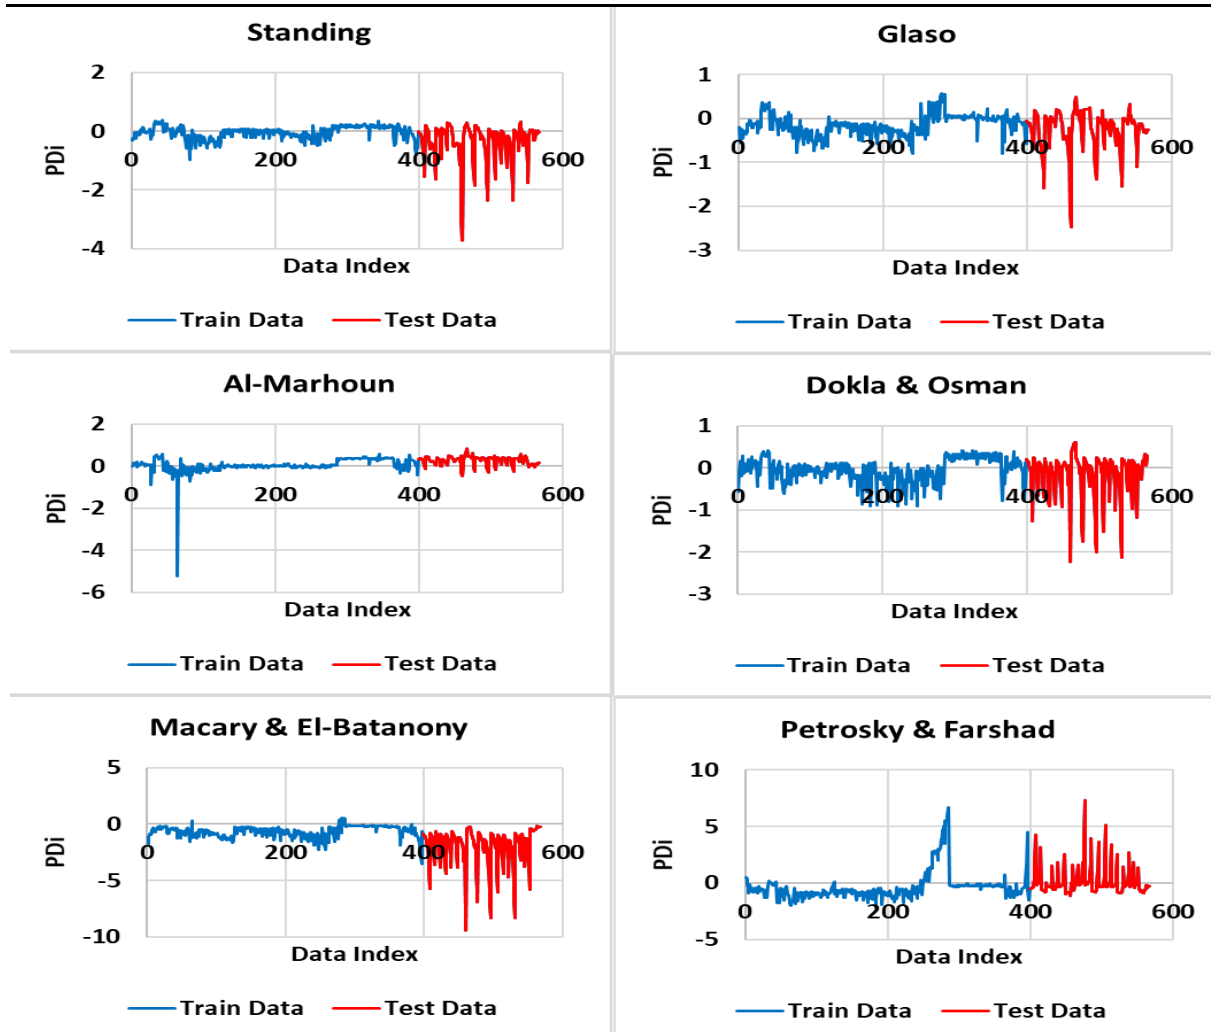 Standing
2
0
-2
-4
0
200
400
600
PDi
Data Index
Train Data
Test Data
Glaso
1
0
-1
-2
-3
0
200
400
600
PDi
Data Index
Train Data
Test Data
Al-Marhoun
2
0
-2
-4
-6
0
200
400
600
PDi
Data Index
Train Data
Test Data
Dokla & Osman
1
0
-1
-2
-3
0
200
400
600
PDi
Data Index
Train Data
Test Data
Macary & El-Batanony
5
0
-5
-10
0
200
400
600
PDi
Data Index
Train Data
Test Data
Petrosky & Farshad
10
5
0
-5
0
200
400
600
PDi
Data Index
Train Data
Test Data